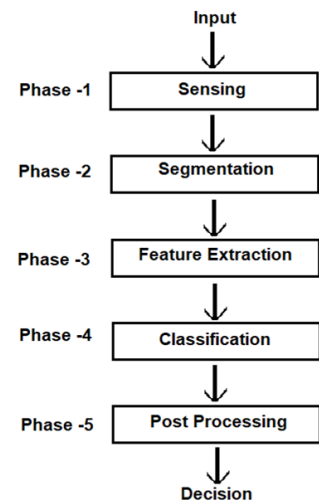 Input
Phase -1 Sensing
Phase -2 Segmentation
Phase -3 Feature Extraction
Phase -4 Classification
Phase -5 Post Processing
Decision